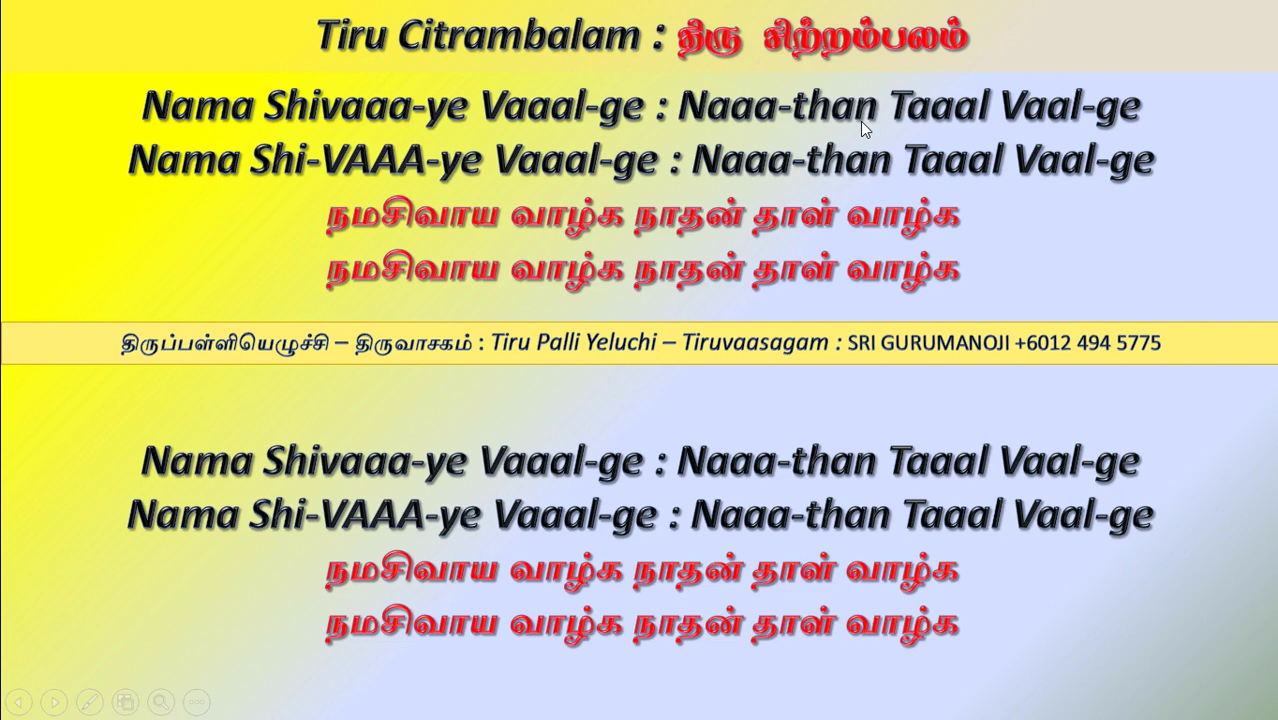 Tiru Citrambalam : திரு சிற்றம்பலம்
Nama Shivaaa-ye Vaaal-ge : Naaa-than Taaal Vaal-ge
Nama Shi-VAAA-ye Vaaal-ge : Naaa-than Taaal Vaal-ge
நமசிவாய வாழ்க நாதன் தாள் வாழ்க
நமசிவாய வாழ்க நாதன் தாள் வாழ்க
திருப்பள்ளியெழுச்சி – திருவாசகம் : Tiru Palli Yeluchi – Tiruvaasagam : SRI GURUMANOJI +6012 494 5775
Nama Shivaaa-ye Vaaal-ge : Naaa-than Taaal Vaal-ge
Nama Shi-VAAA-ye Vaaal-ge : Naaa-than Taaal Vaal-ge
நமசிவாய வாழ்க நாதன் தாள் வாழ்க
நமசிவாய வாழ்க நாதன் தாள் வாழ்க